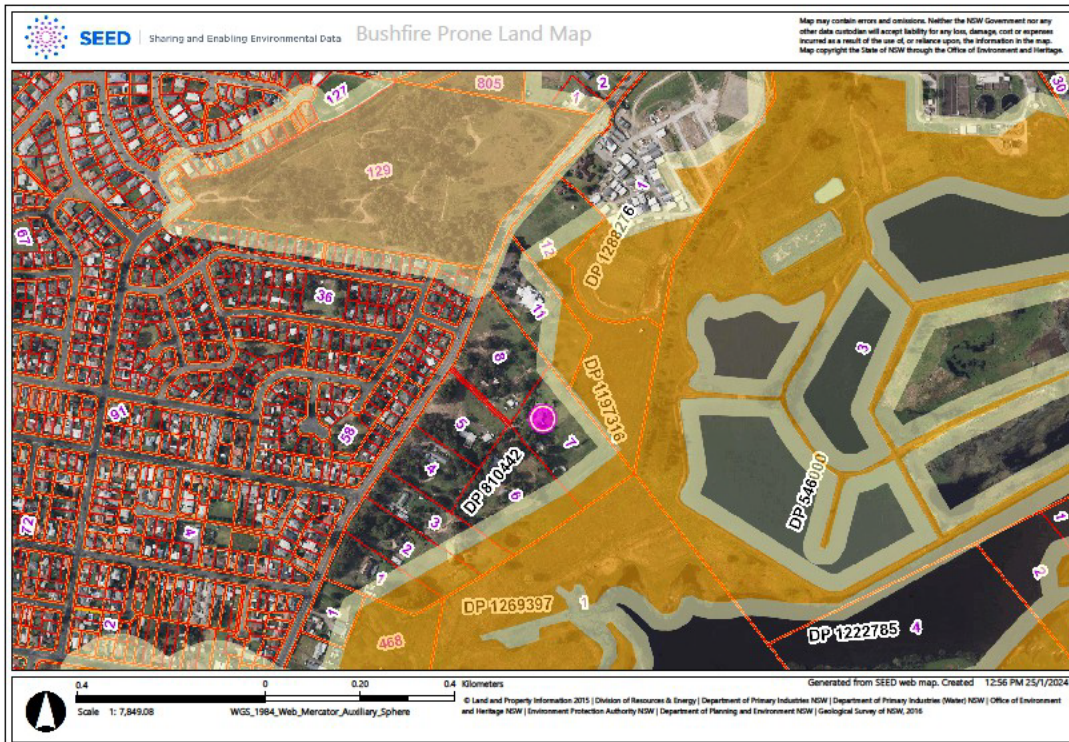 SEED | Sharing and Enabling Environmental Data
Bushfire Prone Land Map
Map may contain errors and omissions. Neither the NSW Government nor any
other data custodian will accept liability for any loss, damage, cost or expenses
incurred as a result of the use of, or reliance upon, the information in the map.
Map copyright the State of NSW through the Office of Environment and Heritage.
127
805
1
2
30
129
1
67
DP 1288276
12
36
11
3
8
DP 1197316
91
58
5
7
4
DP 810442
6
DP 546000
72
4
3
2
1
1
1
2
DP 1269397
1
2
468
DP 1222785 4
0.4
0
0.20
0.4 Kilometers
Scale 1: 7,849.08
WGS_1984_Web_Mercator_Auxiliary_Sphere
Generated from SEED web map. Created 12:56 PM 25/1/2024
© Land and Property Information 2015 | Division of Resources & Energy | Department of Primary Industries NSW | Department of Primary Industries (Water) NSW | Office of Environment
and Heritage NSW | Environment Protection Authority NSW | Department of Planning and Environment NSW | Geological Survey of NSW, 2016